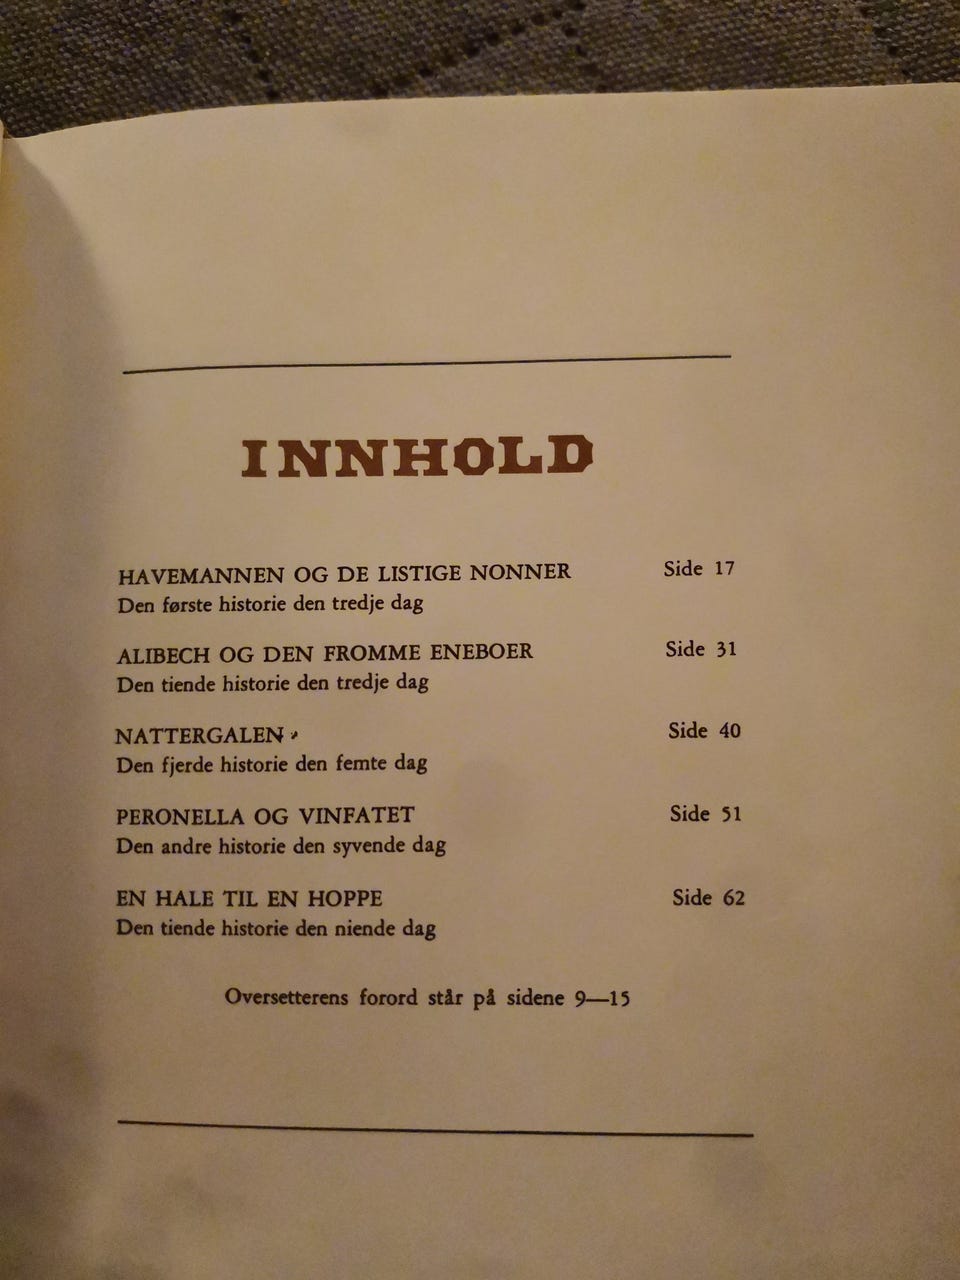 INNHOLD
HAVEMANNEN OG DE LISTIGE NONNER Side 17
Den første historie den tredje dag
ALIBECH OG DEN FROMME ENEBOER Side 31
Den tiende historie den tredje dag
NATTERGALEN Side 40
Den fjerde historie den femte dag
PERONELLA OG VINFATET Side 51
Den andre historie den syvende dag
EN HALE TIL EN HOPPE Side 62
Den tiende historie den niende dag
Oversetterens forord står på sidene 9—15